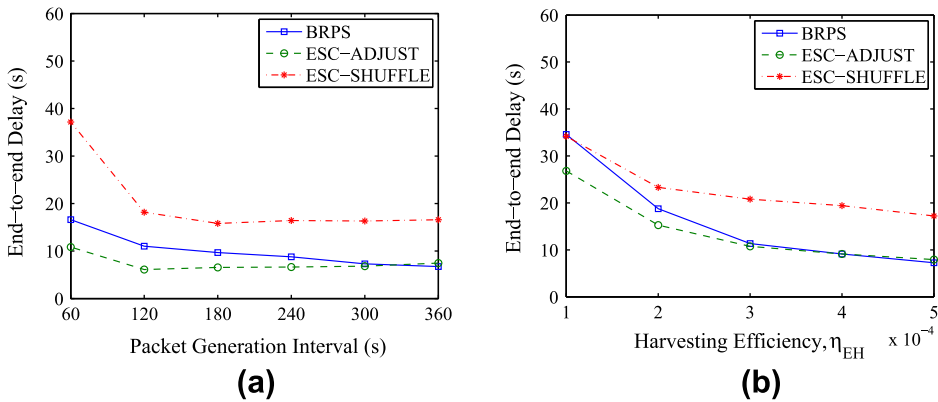 60
50
40
30
20
10
0
End-to-end Delay (s)
BRPS
ESC-ADJUST
ESC-SHUFFLE
60 120 180 240 300 360
Packet Generation Interval (s)
(a)
60
50
40
30
20
10
0
End-to-end Delay (s)
BRPS
ESC-ADJUST
ESC-SHUFFLE
1 2 3 4 5
Harvesting Efficiency, η_EH x 10^-4
(b)